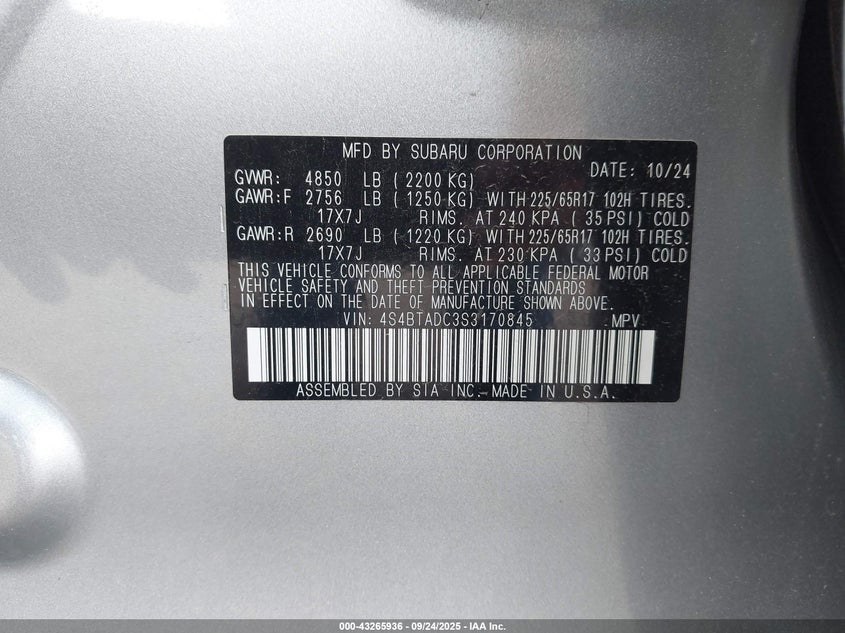 MFD BY SUBARU CORPORATION
DATE: 10/24
GVWR: 4850 LB ( 2200 KG)
GAWR:F 2756 LB ( 1250 KG) WITH 225/65R17 102H TIRES.
17X7J RIMS. AT 240 KPA ( 35 PSI) COLD
GAWR:R 2690 LB ( 1220 KG) WITH 225/65R17 102H TIRES.
17X7J RIMS. AT 230 KPA ( 33 PSI) COLD
THIS VEHICLE CONFORMS TO ALL APPLICABLE FEDERAL MOTOR
VEHICLE SAFETY AND THEFT PREVENTION STANDARDS
IN EFFECT ON THE DATE OF MANUFACTURE SHOWN ABOVE.
VIN: 4S4BTADC3S3170845 MPV
ASSEMBLED BY SIA INC.-MADE IN U.S.A.
000-43265936 - 09/24/2025 - IAA Inc.